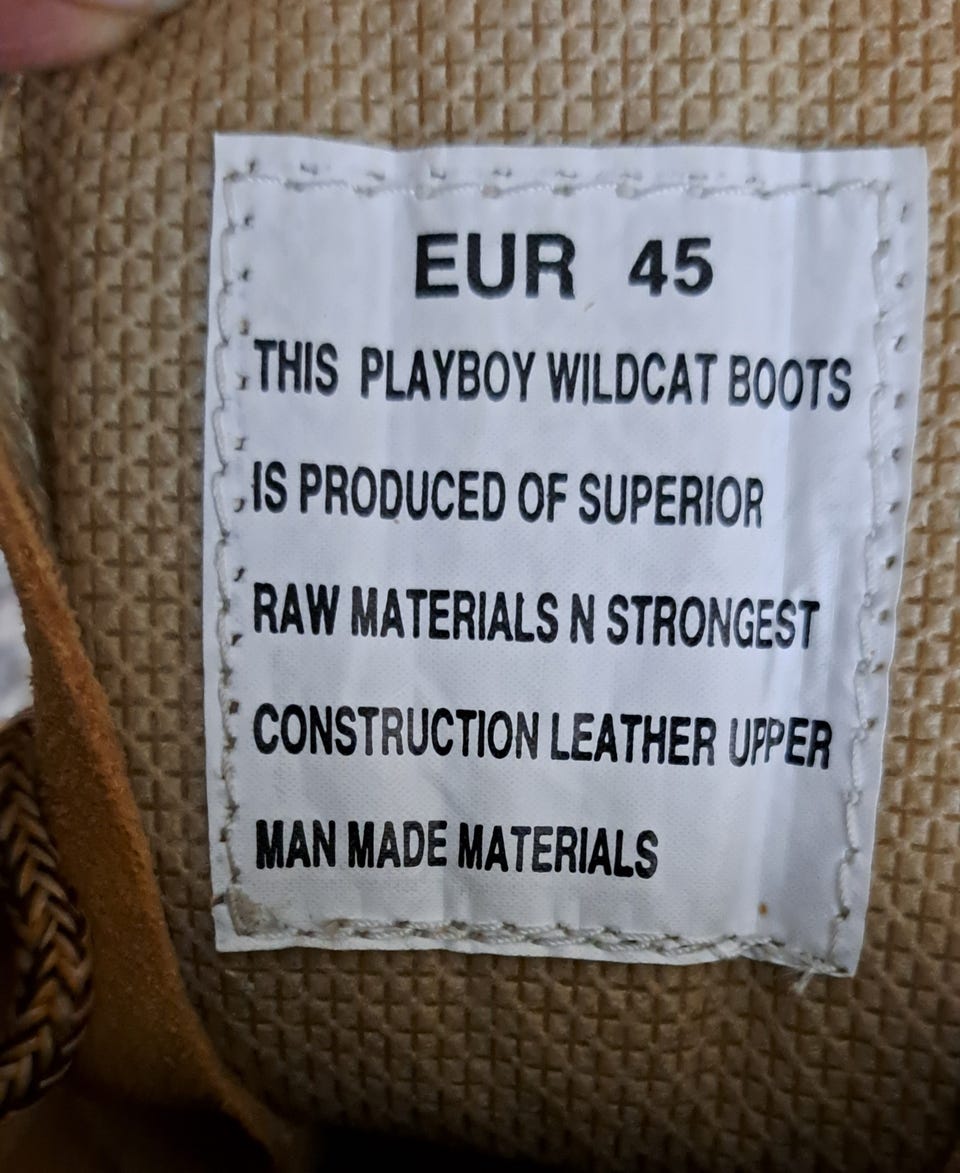 EUR 45
THIS PLAYBOY WILDCAT BOOTS
IS PRODUCED OF SUPERIOR
RAW MATERIALS N STRONGEST
CONSTRUCTION LEATHER UPPER
MAN MADE MATERIALS